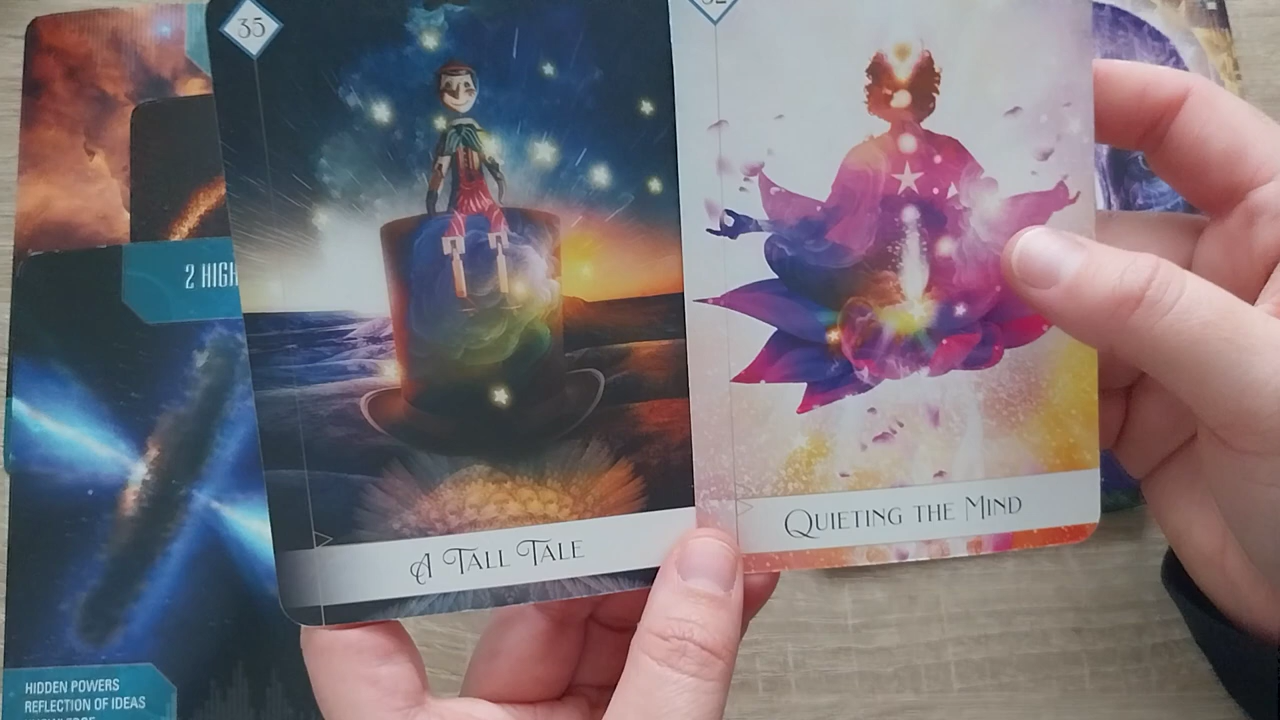 35
2 HIGH
A TALL TALE
QUIETING THE MIND
HIDDEN POWERS
REFLECTION OF IDEAS